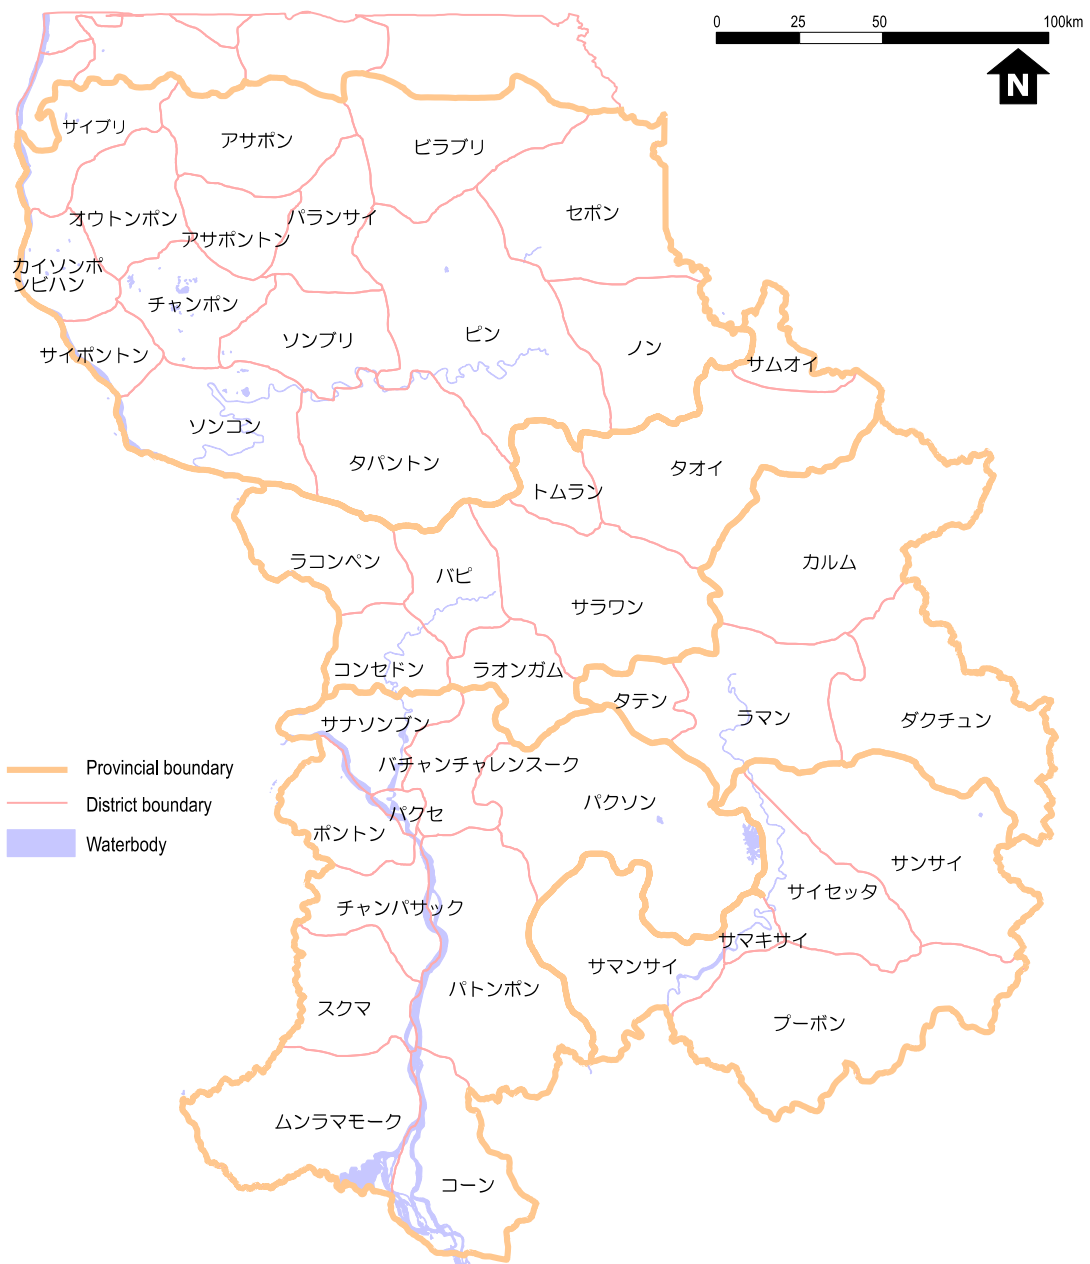 0 25 50 100km
N
サイブリ
アサポン
ビラブリ
オウトンポン
アサポントン
パランサイ
セポン
カイソンポ
ンビハン
チャンポン
サイポントン
ソンブリ
ピン
ノン
サムオイ
ソンコン
タパントン
トムラン
タオイ
ラコンペン
バピ
サラワン
カルム
コンセドン
ラオンガム
タテン
ラマン
ダクチュン
サナソンブン
バチャンチャレンスーク
パクソン
Provincial boundary
District boundary
Waterbody
ポントン
パクセ
サンサイ
サイセッタ
チャンパサック
サマキサイ
サマンサイ
スクマ
パトンポン
プーボン
ムンラマモーク
コーン